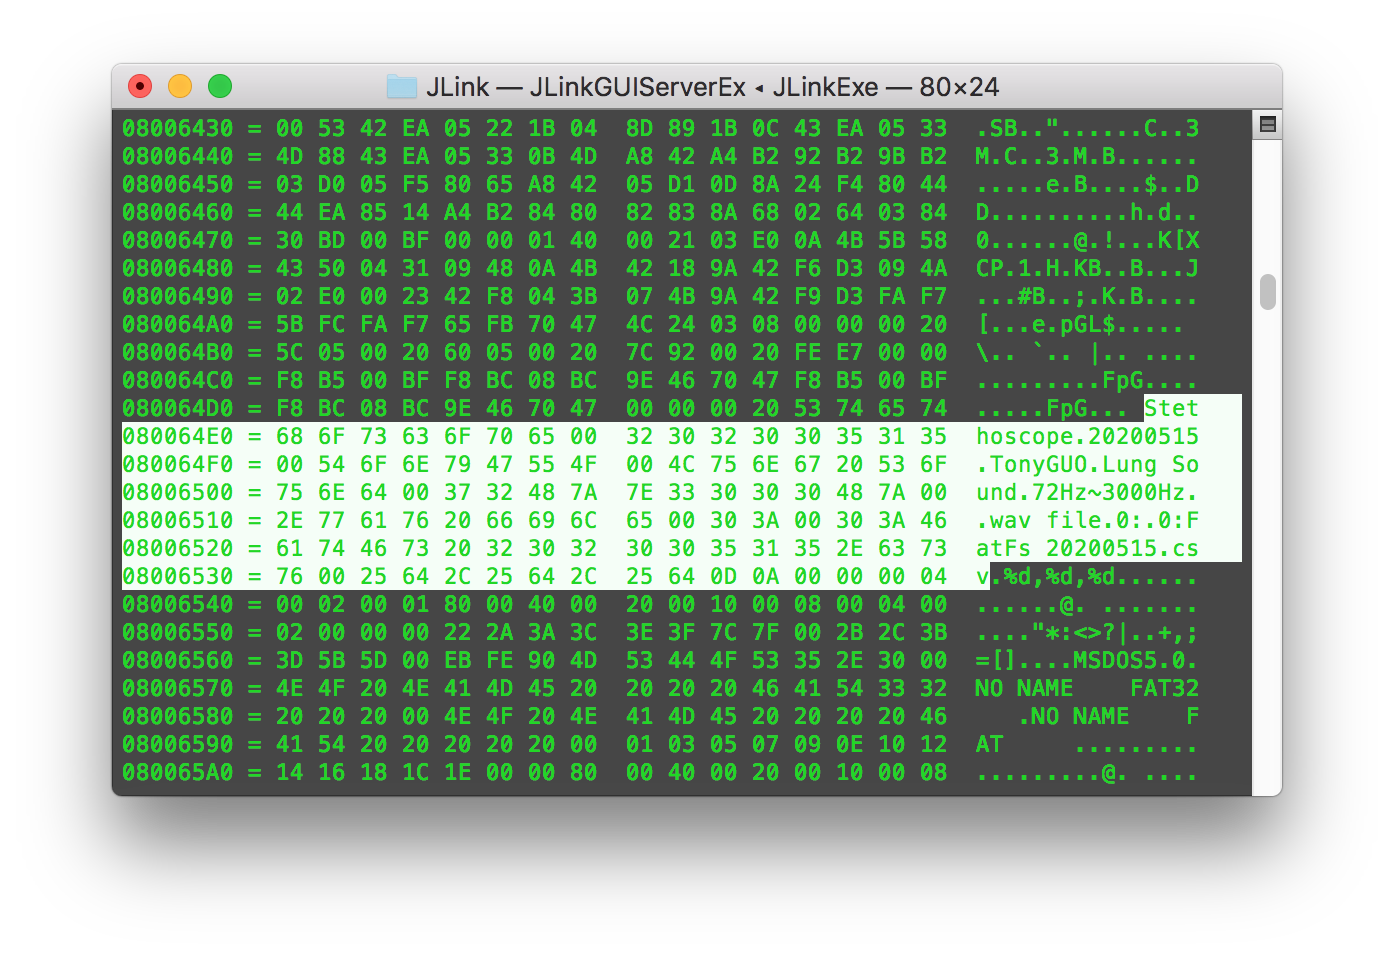 JLink — JLinkGUIServerEx ◂ JLinkExe — 80×24
08006430 = 00 53 42 EA 05 22 1B 04  8D 89 1B 0C 43 EA 05 33  .SB..".......C..3
08006440 = 4D 88 43 EA 05 33 0B 4D  A8 42 A4 B2 92 B2 9B B2  M.C..3.M.B......
08006450 = 03 D0 05 F5 80 65 A8 42  05 D1 0D 8A 24 F4 80 44  .....e.B....$..D
08006460 = 44 EA 85 14 A4 B2 84 80  82 83 8A 68 02 64 03 84  D..........h.d..
08006470 = 30 BD 00 BF 00 00 01 40  00 21 03 E0 0A 4B 5B 58  0......@.!...K[X
08006480 = 43 50 04 31 09 48 0A 4B  42 18 9A 42 F6 D3 09 4A  CP.1.H.KB..B...J
08006490 = 02 E0 00 23 42 F8 04 3B  07 4B 9A 42 F9 D3 FA F7  ...#B..;.K.B....
080064A0 = 5B FC FA F7 65 FB 70 47  4C 24 03 08 00 00 00 20  [...e.pGL$.....
080064B0 = 5C 05 00 20 60 05 00 20  7C 92 00 20 FE E7 00 00  \.. `.. |.. ....
080064C0 = F8 B5 00 BF F8 BC 08 BC  9E 46 70 47 F8 B5 00 BF  .........FpG....
080064D0 = F8 BC 08 BC 9E 46 70 47  00 00 00 20 53 74 65 74  .....FpG... Stet
080064E0 = 68 6F 73 63 6F 70 65 00  32 30 32 30 30 35 31 35  hoscope.20200515
080064F0 = 00 54 6F 6E 79 47 55 4F  00 4C 75 6E 67 20 53 6F  .TonyGUO.Lung So
08006500 = 75 6E 64 00 37 32 48 7A  7E 33 30 30 30 48 7A 00  und.72Hz~3000Hz.
08006510 = 2E 77 61 76 20 66 69 6C  65 00 30 3A 00 30 3A 46  .wav file.0:.0:F
08006520 = 61 74 46 73 20 32 30 32  30 30 35 31 35 2E 63 73  atFs 20200515.cs
08006530 = 76 00 25 64 2C 25 64 2C  25 64 0D 0A 00 00 00 04  v.%d,%d,%d......
08006540 = 00 02 00 01 80 00 40 00  20 00 10 00 08 00 04 00  ......@. .......
08006550 = 02 00 00 00 22 2A 3A 3C  3E 3F 7C 7F 00 2B 2C 3B  ...."*:<>?|..+,;
08006560 = 3D 5B 5D 00 EB FE 90 4D  53 44 4F 53 35 2E 30 00  =[]....MSDOS5.0.
08006570 = 4E 4F 20 4E 41 4D 45 20  20 20 20 46 41 54 33 32  NO NAME    FAT32
08006580 = 20 20 20 00 4E 4F 20 4E  41 4D 45 20 20 20 20 46     .NO NAME    F
08006590 = 41 54 20 20 20 20 20 00  01 03 05 07 09 0E 10 12  AT     .........
080065A0 = 14 16 18 1C 1E 00 00 80  00 40 00 20 00 10 00 08  .........@. ....